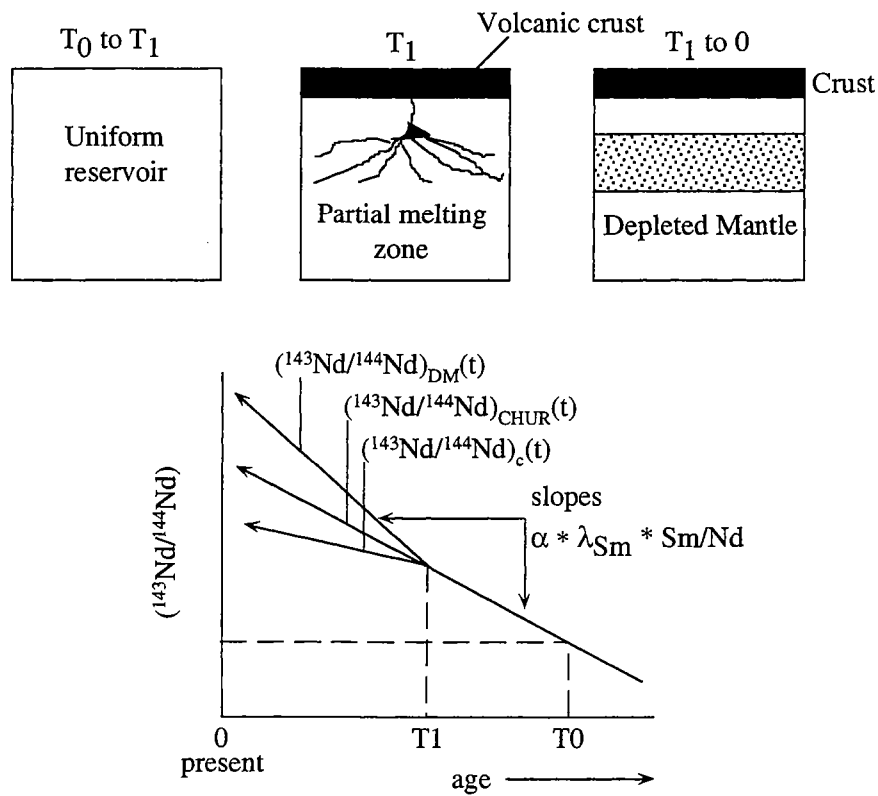 T₀ to T₁
Uniform
reservoir
T₁
Volcanic crust
Partial melting
zone
T₁ to 0
Crust
Depleted Mantle
(¹⁴³Nd/¹⁴⁴Nd)
(¹⁴³Nd/¹⁴⁴Nd)DM(t)
(¹⁴³Nd/¹⁴⁴Nd)CHUR(t)
(¹⁴³Nd/¹⁴⁴Nd)c(t)
slopes
α * λSm * Sm/Nd
0
present
T1
T0
age